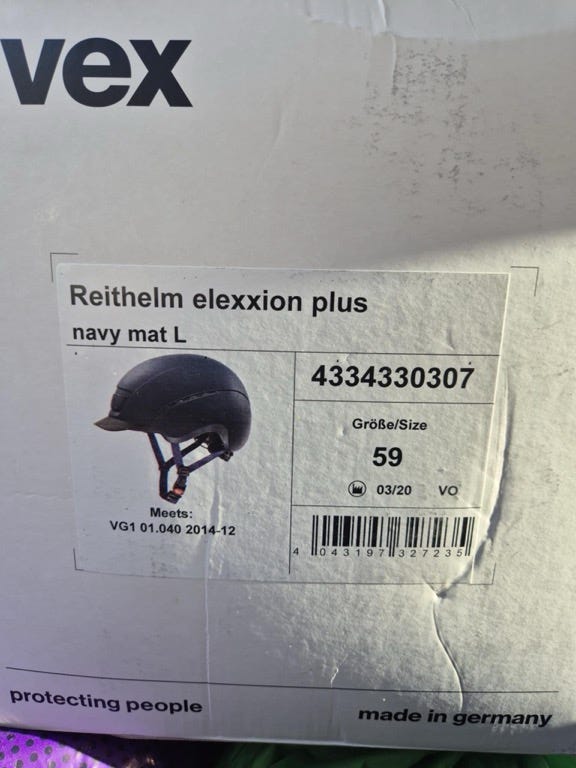 vex
Reithelm elexxion plus
navy mat L
4334330307
Größe/Size
59
03/20 VO
Meets:
VG1 01.040 2014-12
4 043197 327235
protecting people
made in germany